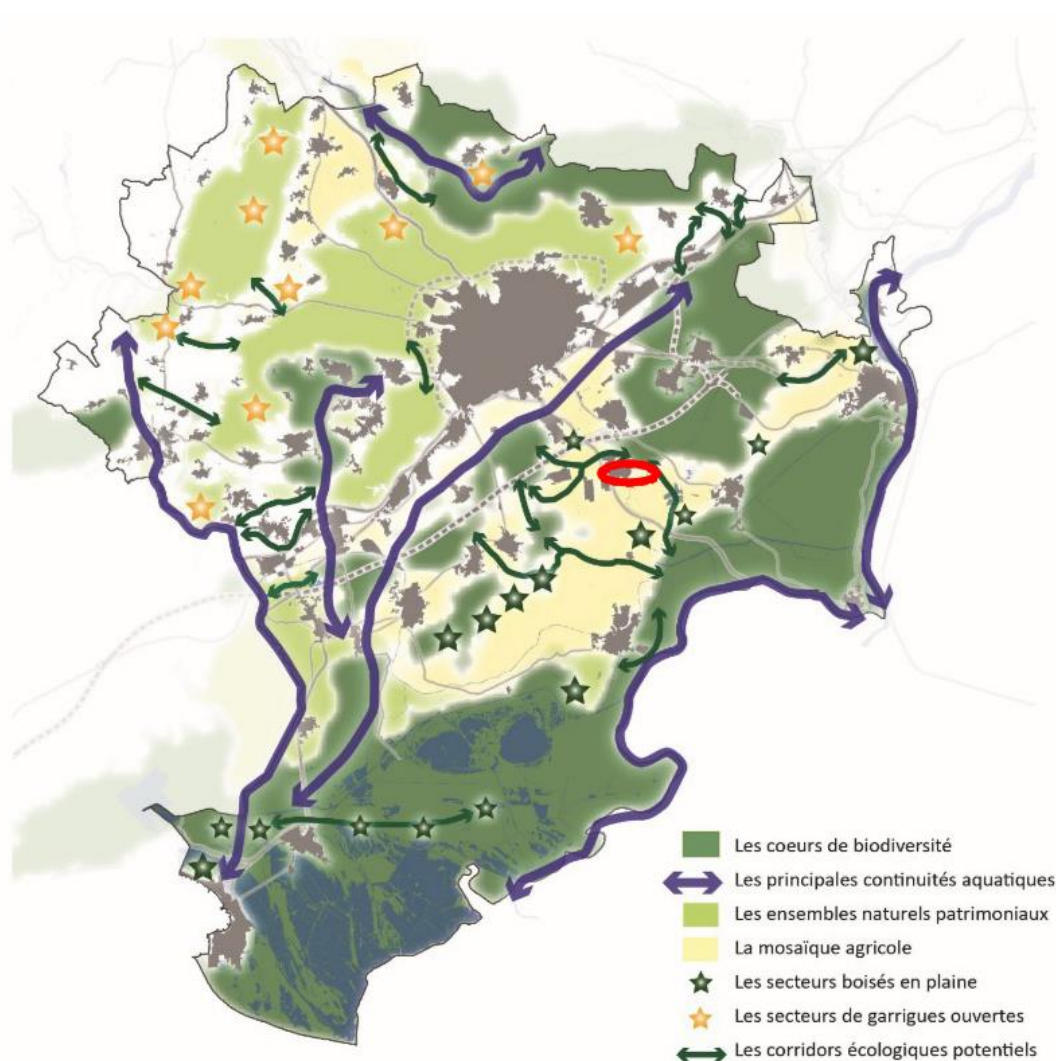 Les coeurs de biodiversité
Les principales continuités aquatiques
Les ensembles naturels patrimoniaux
La mosaïque agricole
Les secteurs boisés en plaine
Les secteurs de garrigues ouvertes
Les corridors écologiques potentiels